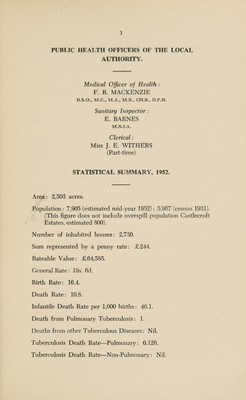 3
PUBLIC HEALTH OFFICERS OF THE LOCAL
AUTHORITY.
Medical Officer of Health:
F. B. MACKENZIE
D.S.O., M.C., M.A., M.B., CH.B., D.P.H.
Sanitary Inspector:
E. BARNES
M.S.I.A.
Clerical:
Miss J. E. WITHERS
(Part-time)
STATISTICAL SUMMARY, 1952.
Area: 2,503 acres.
Population: 7,905 (estimated mid-year 1952): 5,987 (census 1951).
(This figure does not include overspill population Castlecroft
Estates, estimated 800).
Number of inhabited houses: 2,730.
Sum represented by a penny rate: £244.
Rateable Value: £64,585.
General Rate: 19s. 6d.
Birth Rate: 16.4.
Death Rate: 10.8.
Infantile Death Rate per 1,000 births: 46.1.
Death from Pulmonary Tuberculosis: 1.
Deaths from other Tuberculous Diseases: Nil.
Tuberculosis Death Rate—Pulmonary: 0.126.
Tuberculosis Death Rate—Non-Pulmonary: Nil.